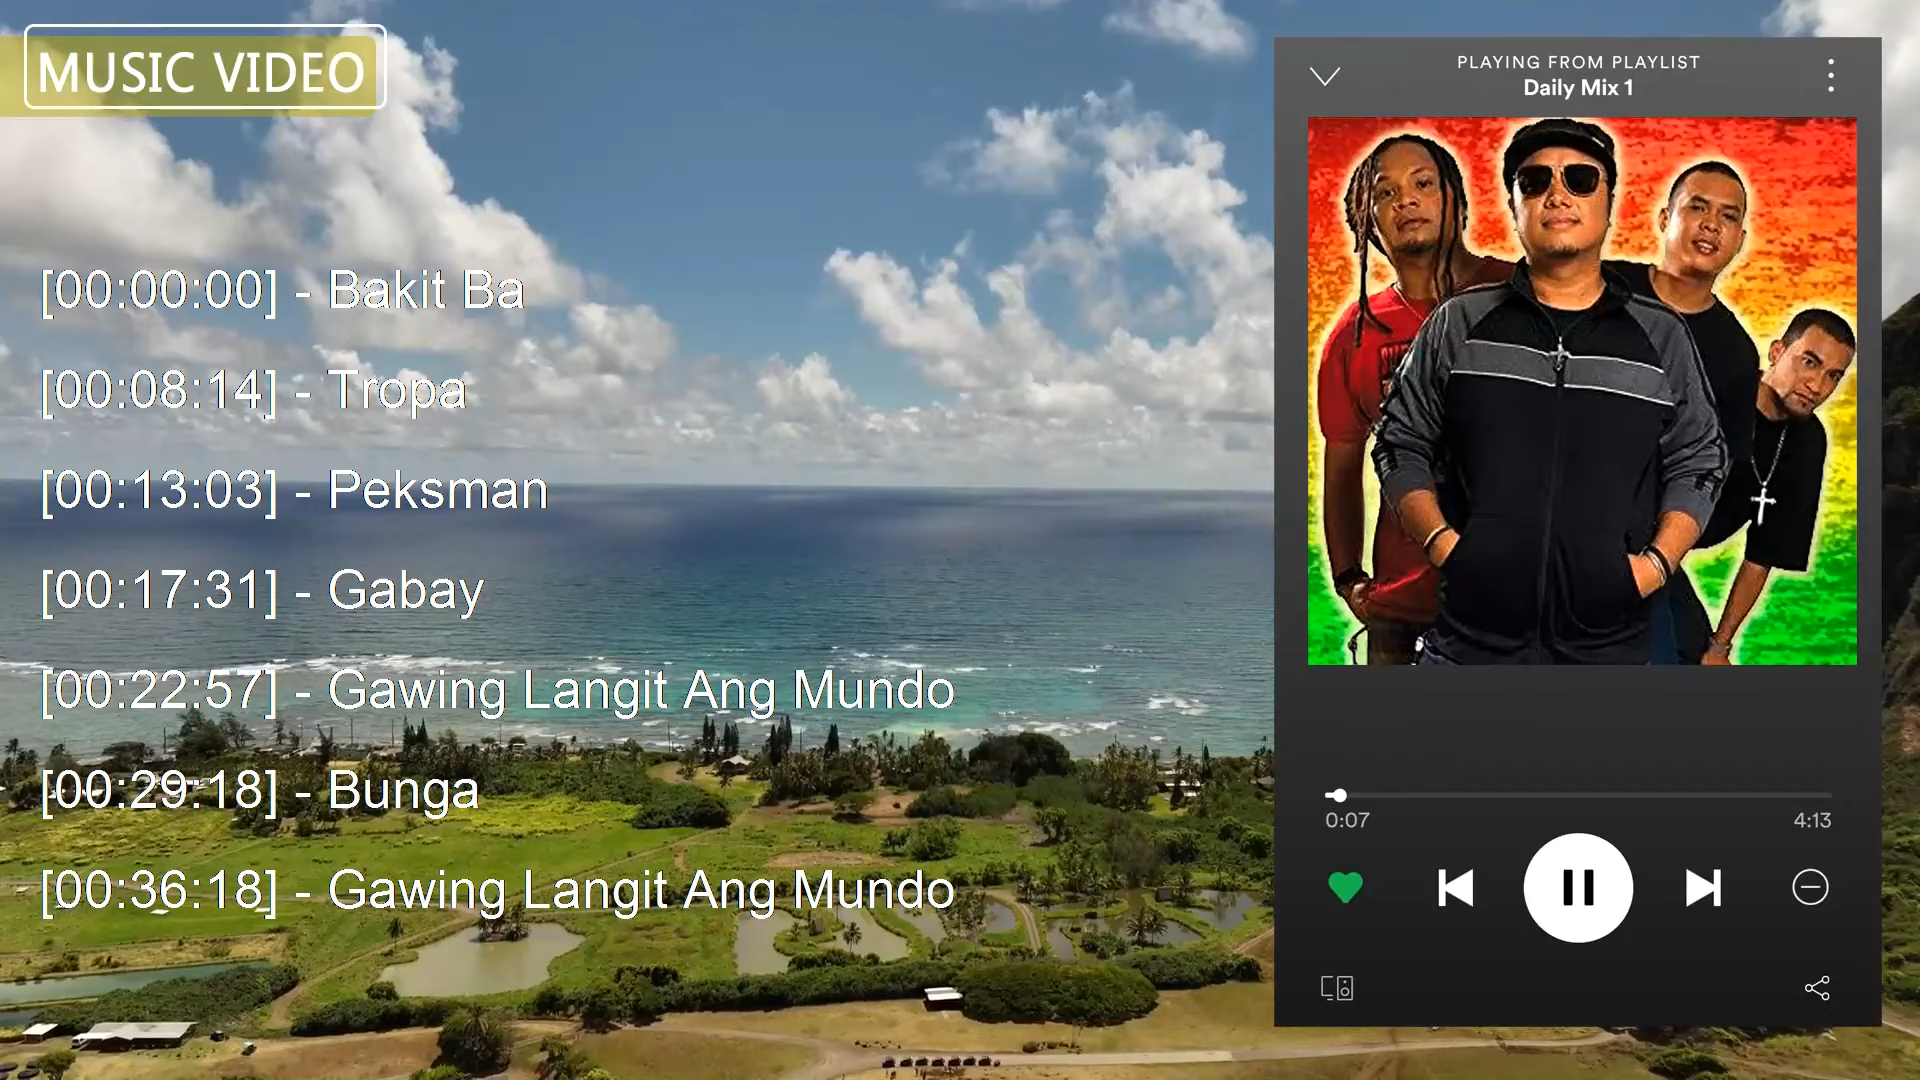 MUSIC VIDEO
[00:00:00] - Bakit Ba
[00:08:14] - Tropa
[00:13:03] - Peksman
[00:17:31] - Gabay
[00:22:57] - Gawing Langit Ang Mundo
[00:29:18] - Bunga
[00:36:18] - Gawing Langit Ang Mundo
PLAYING FROM PLAYLIST
Daily Mix 1
0:07
4:13